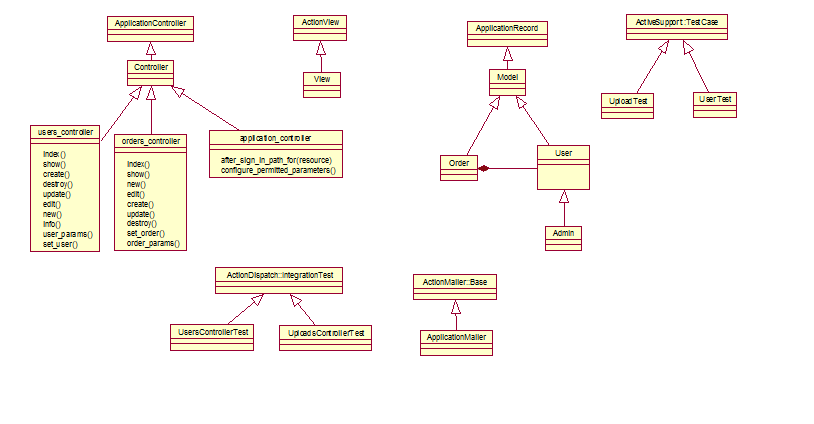 ApplicationController
ActionView
ApplicationRecord
ActiveSupport::TestCase
Controller
View
Model
UploadTest
UserTest
users_controller
index()
show()
create()
destroy()
update()
edit()
new()
info()
user_params()
set_user()
orders_controller
index()
show()
new()
edit()
create()
update()
destroy()
set_order()
order_params()
application_controller
after_sign_in_path_for(resource)
configure_permitted_parameters()
Order
User
Admin
ActionDispatch::IntegrationTest
ActionMailer::Base
UsersControllerTest
UploadsControllerTest
ApplicationMailer